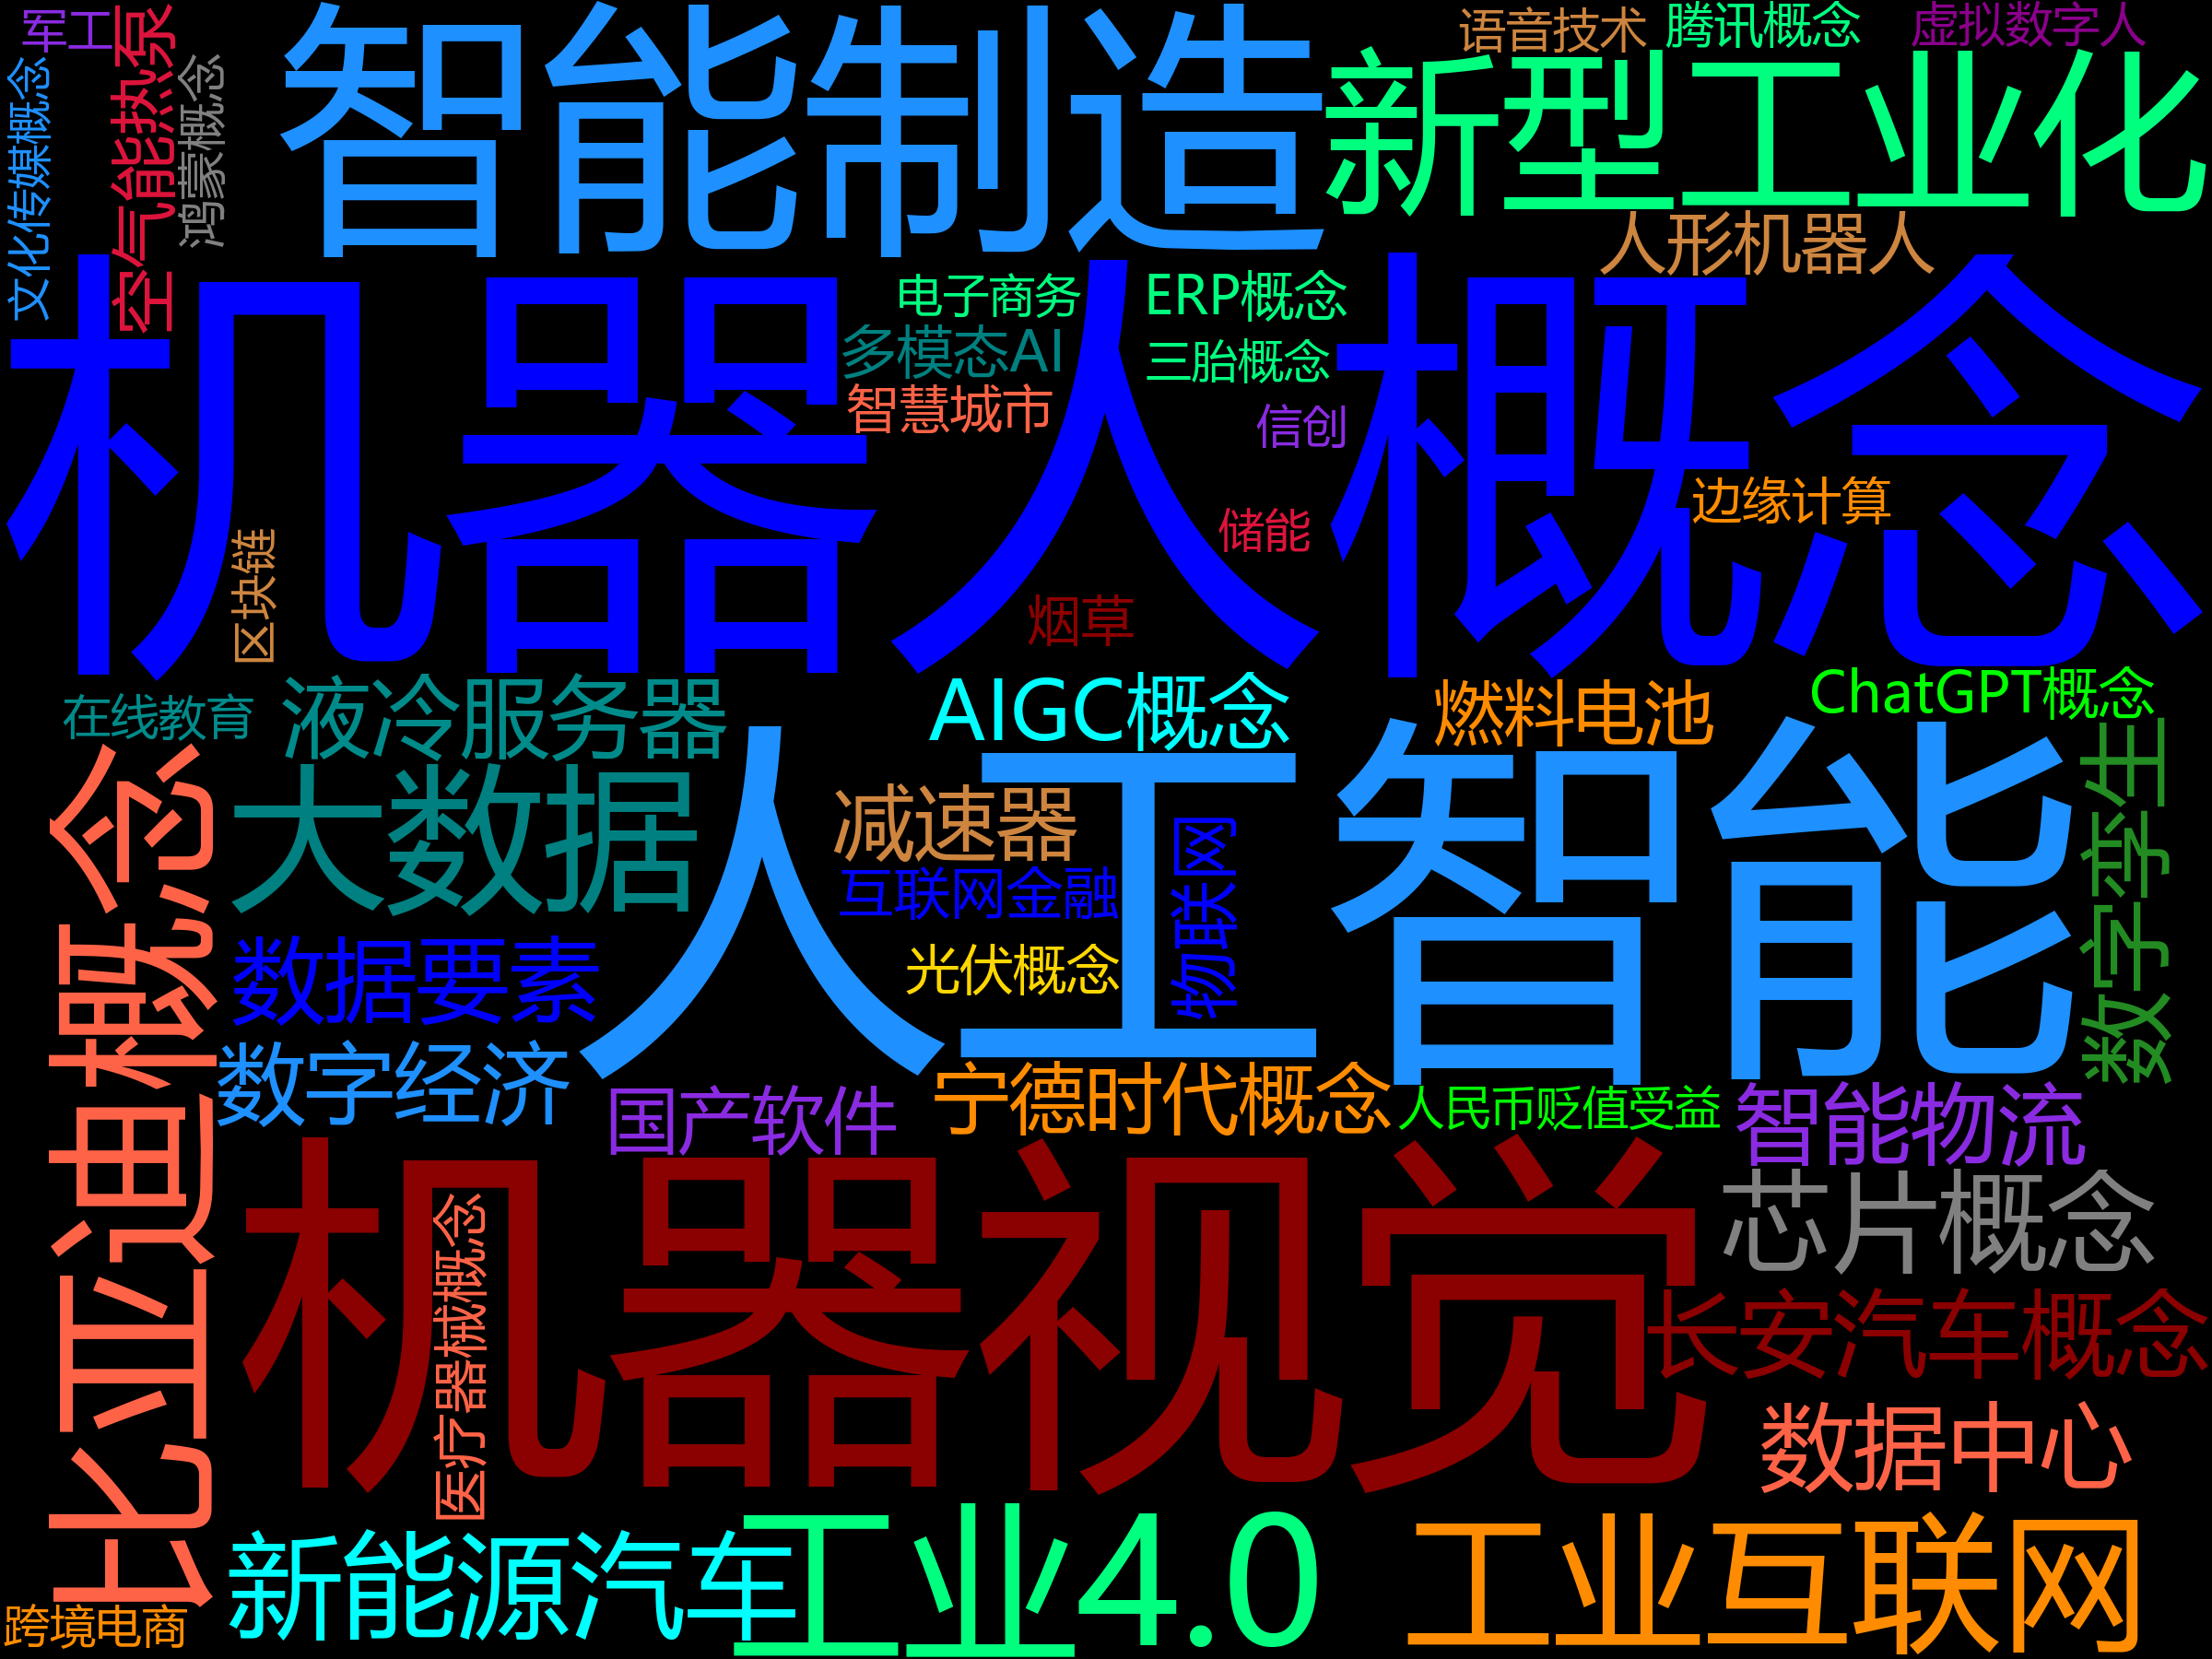 军工
语音技术
腾讯概念
虚拟数字人
智能制造
新型工业化
空气能热泵
文化传媒概念
鸿蒙概念
人形机器人
机器人概念
电子商务
ERP概念
多模态AI
三胎概念
智慧城市
信创
边缘计算
储能
区块链
烟草
在线教育
液冷服务器
AIGC概念
燃料电池
ChatGPT概念
大数据
人工智能
减速器
数字孪生
比亚迪概念
互联网金融
物联网
数据要素
光伏概念
数字经济
国产软件
宁德时代概念
人民币贬值受益
智能物流
机器视觉
芯片概念
医疗器械概念
长安汽车概念
数据中心
新能源汽车
工业4.0
工业互联网
跨境电商